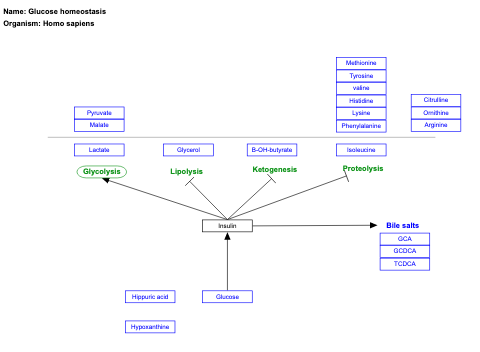 Name: Glucose homeostasis
Organism: Homo sapiens
Methionine
Tyrosine
valine
Histidine
Lysine
Phenylalanine
Citrulline
Ornithine
Arginine
Pyruvate
Malate
Lactate
Glycerol
B-OH-butyrate
Isoleucine
Glycolysis
Lipolysis
Ketogenesis
Proteolysis
Insulin
Bile salts
GCA
GCDCA
TCDCA
Hippuric acid
Glucose
Hypoxanthine